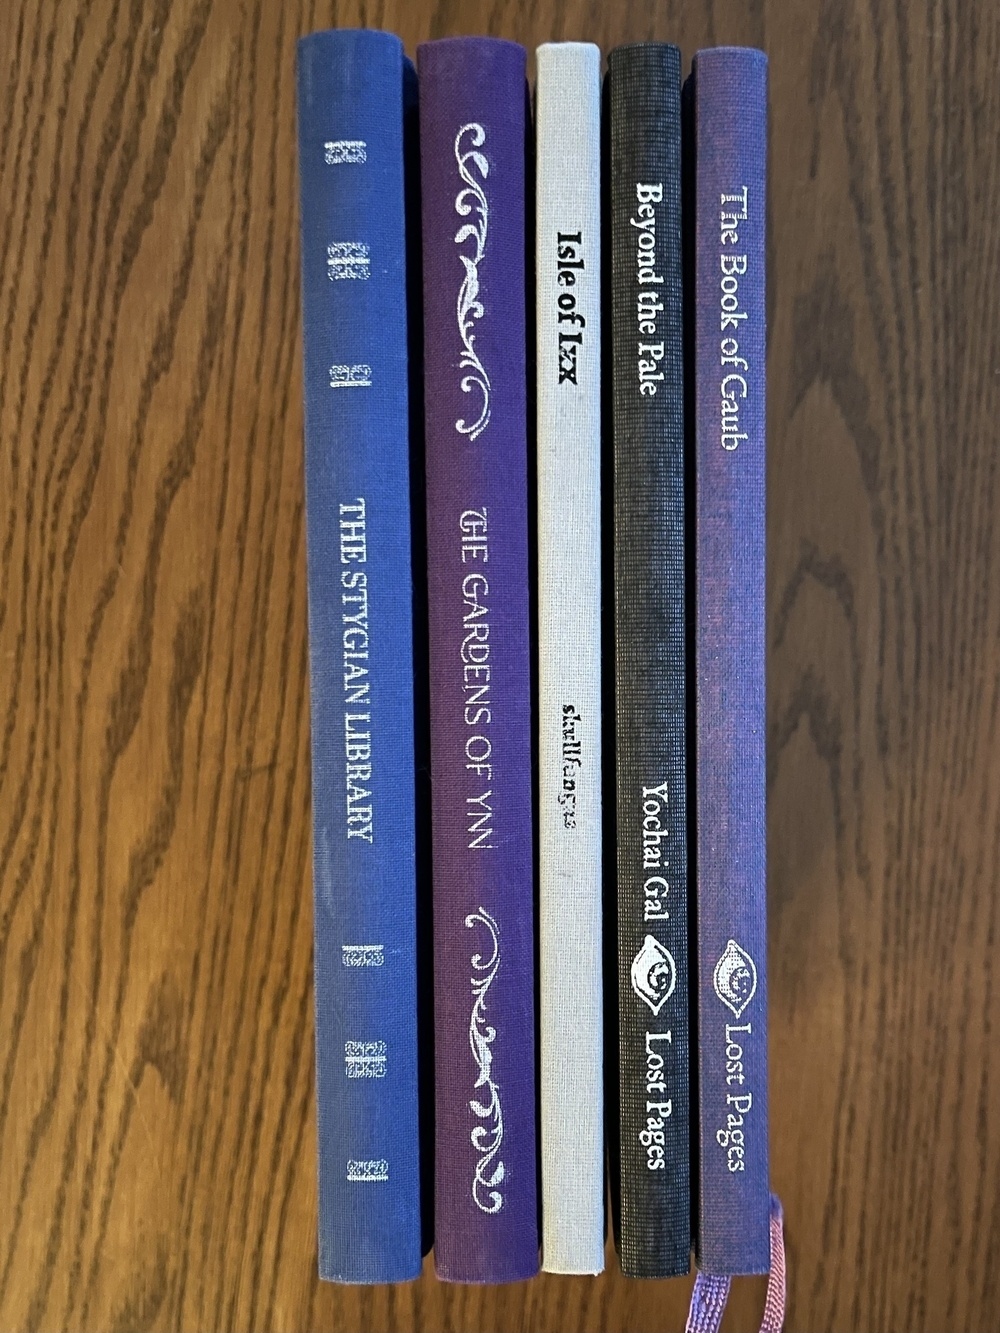 THE STYGIAN LIBRARY
THE GARDENS OF YNN
Isle of Ixx
skullfungus
Beyond the Pale
Yochai Gal
Lost Pages
The Book of Gaub
Lost Pages